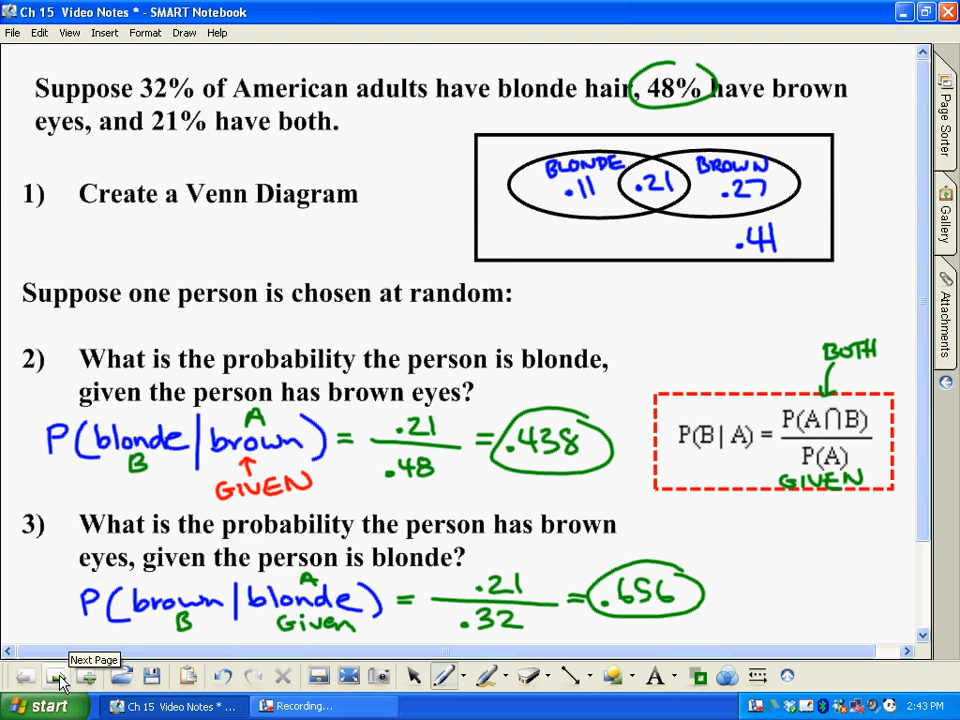 Ch 15 Video Notes * - SMART Notebook
File Edit View Insert Format Draw Help
Suppose 32% of American adults have blonde hair, 48% have brown
eyes, and 21% have both.
1) Create a Venn Diagram
BLONDE BROWN
.11 .21 .27
.41
Suppose one person is chosen at random:
2) What is the probability the person is blonde,
given the person has brown eyes?
P(blonde | brown) = .21 / .48 = .438
A
B
GIVEN
BOTH
P(B | A) = P(A ∩ B) / P(A)
GIVEN
3) What is the probability the person has brown
eyes, given the person is blonde?
P(brown | blonde) = .21 / .32 = .656
A
B Given
Page Sorter
Gallery
Attachments
Next Page
start Ch 15 Video Notes * ... Recording... 2:43 PM